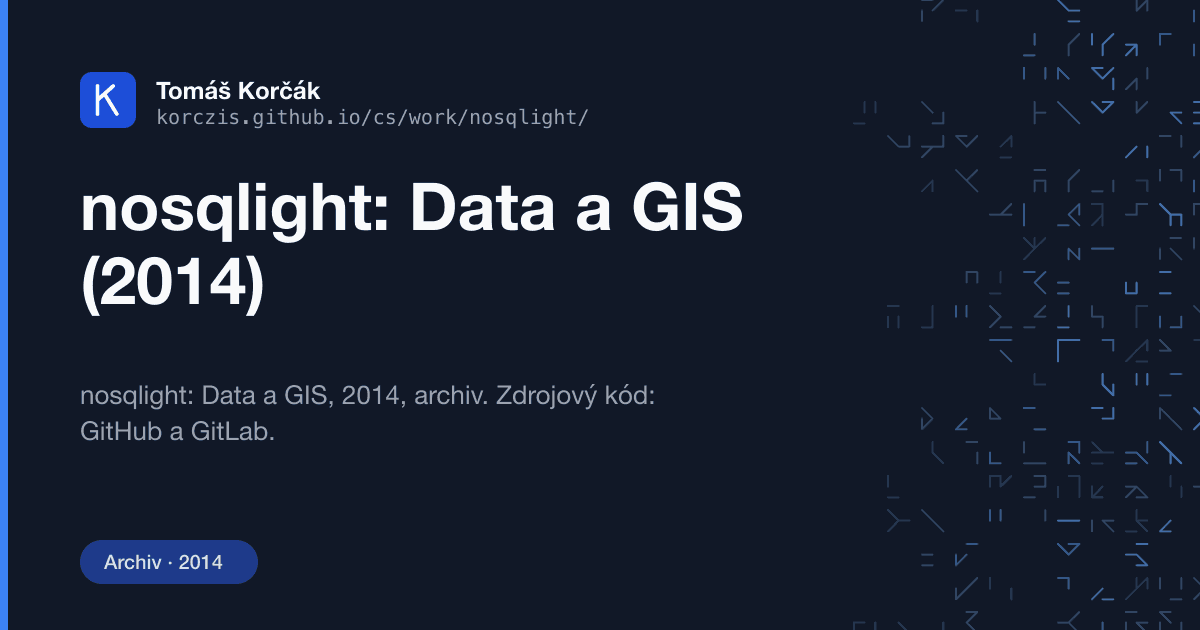 K
Tomáš Korčák
korczis.github.io/cs/work/nosqlight/
nosqlight: Data a GIS
(2014)
nosqlight: Data a GIS, 2014, archiv. Zdrojový kód:
GitHub a GitLab.
Archiv · 2014